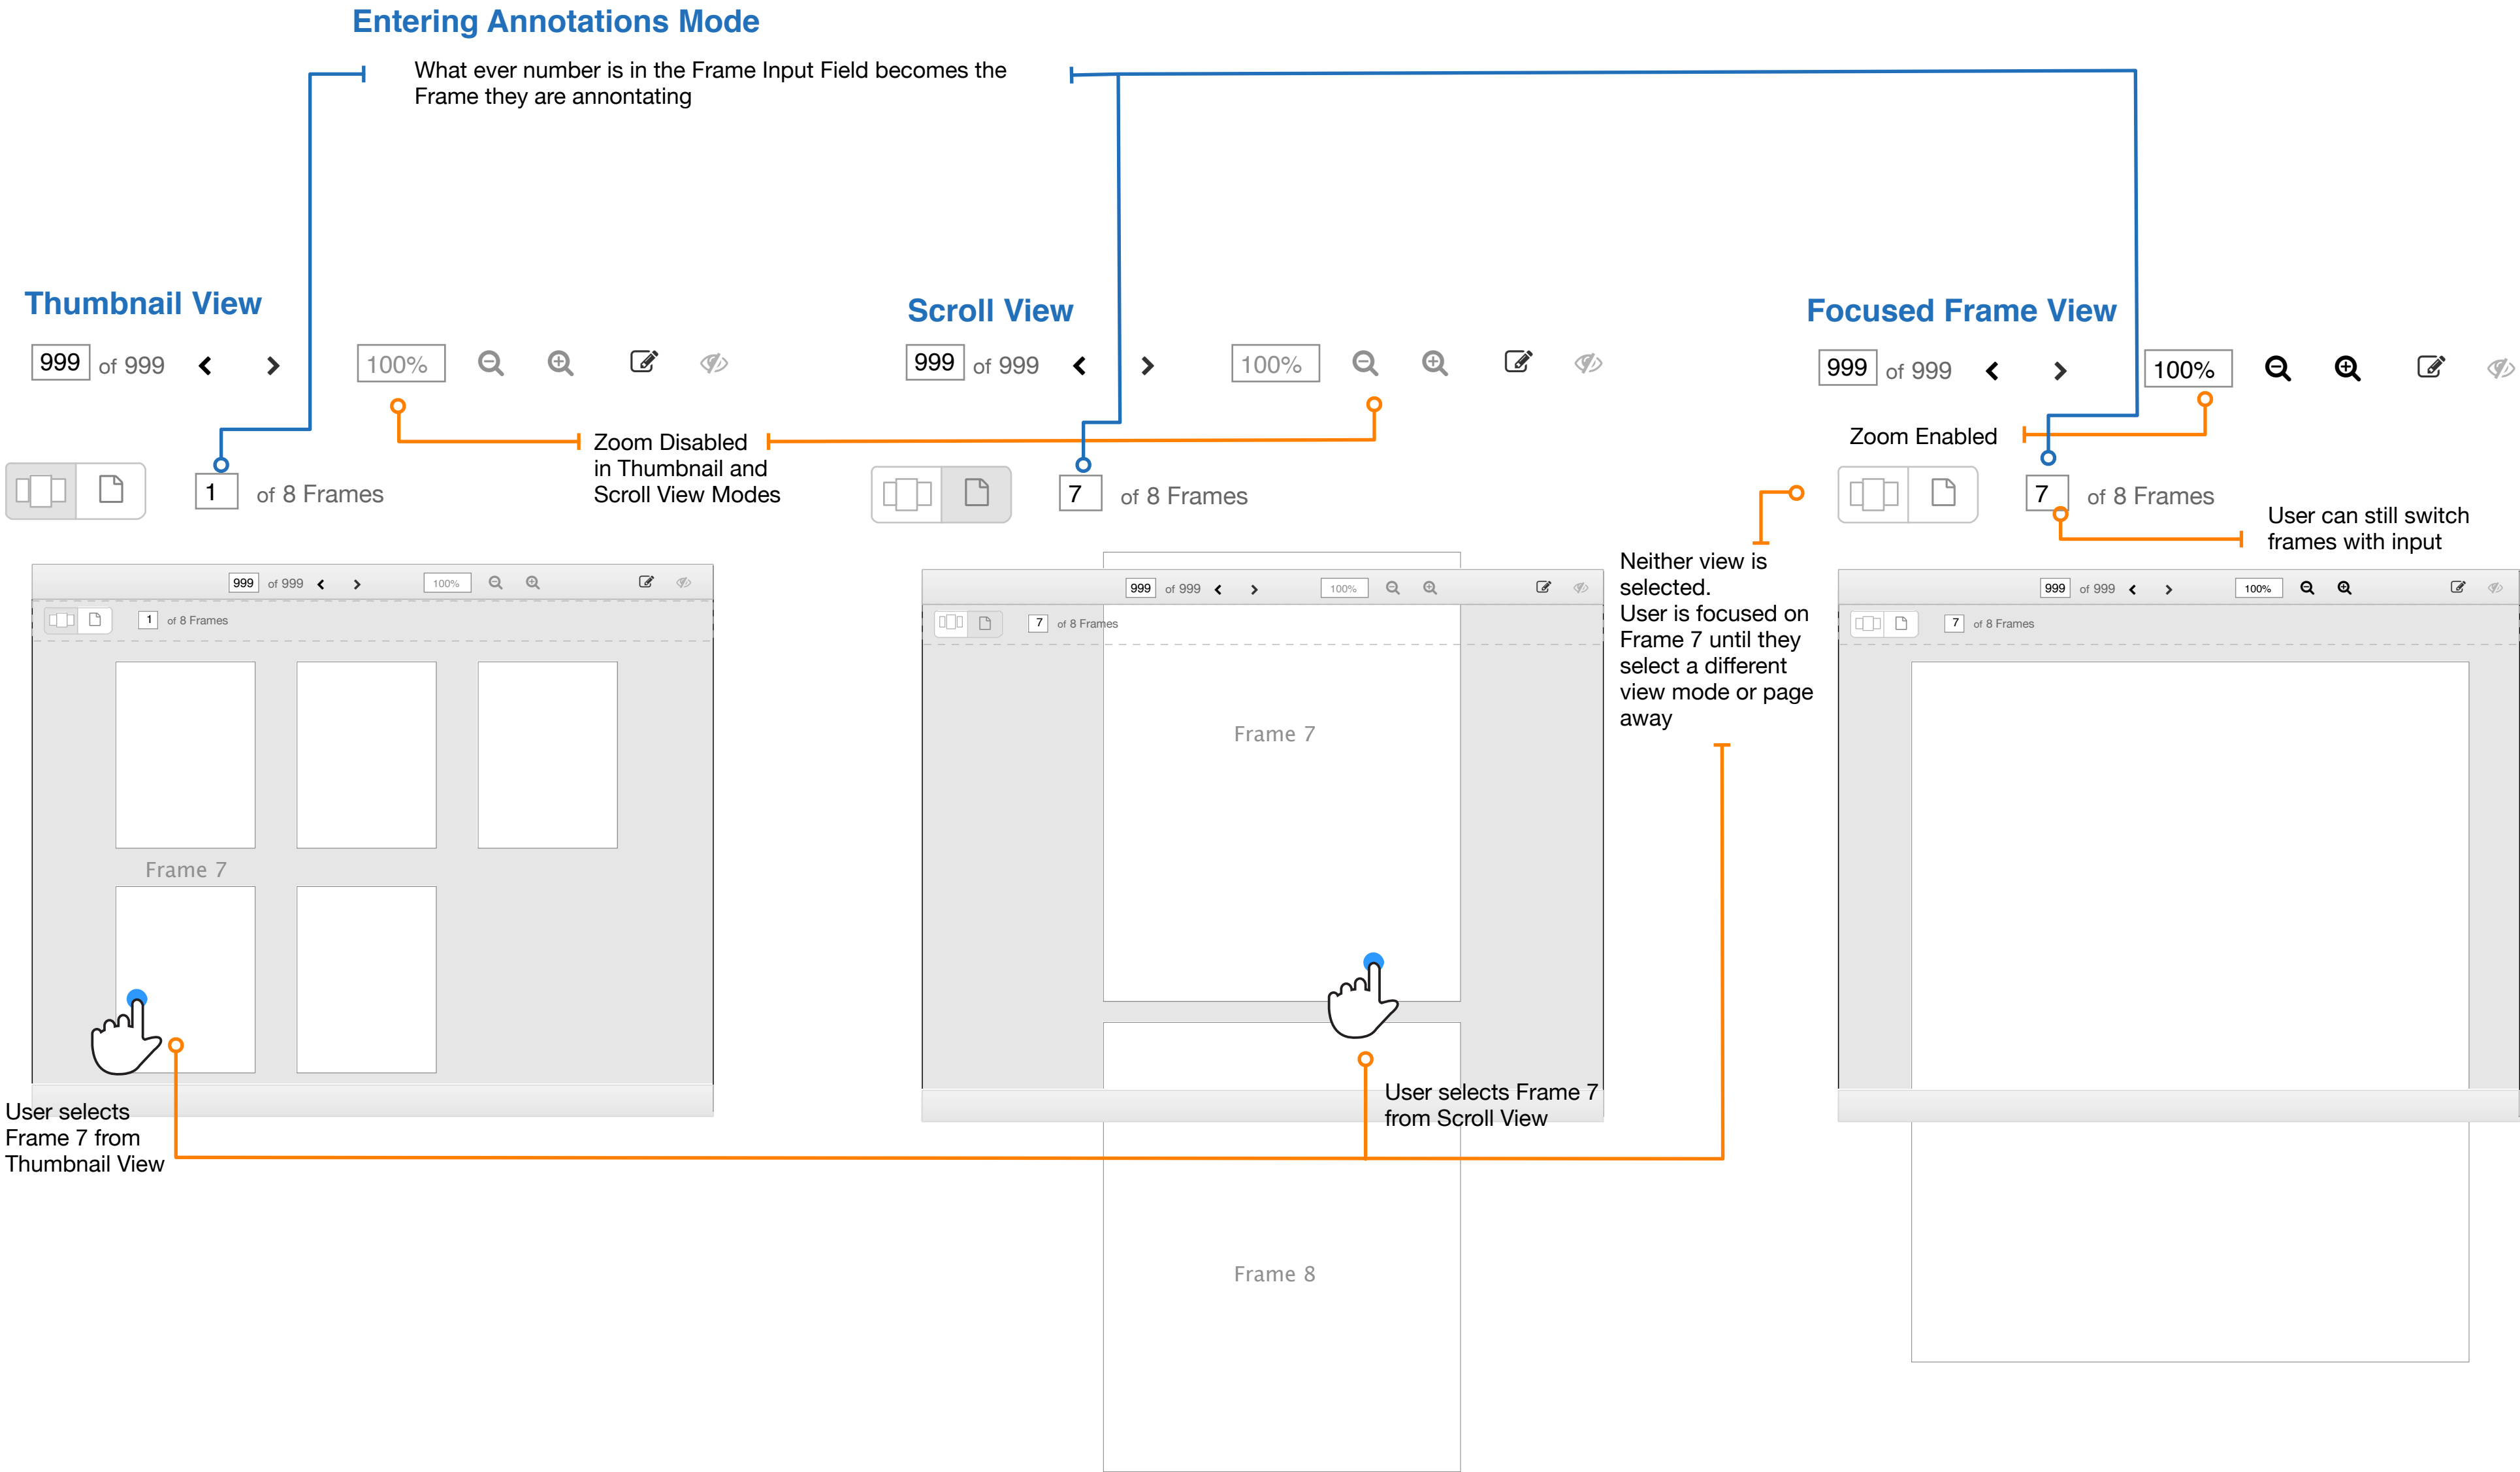 Entering Annotations Mode
What ever number is in the Frame Input Field becomes the
Frame they are annontating
Thumbnail View
999 of 999
100%
Scroll View
999 of 999
100%
Focused Frame View
999 of 999
100%
Zoom Disabled
in Thumbnail and
Scroll View Modes
Zoom Enabled
1 of 8 Frames
7 of 8 Frames
7 of 8 Frames
User can still switch
frames with input
Neither view is
selected.
User is focused on
Frame 7 until they
select a different
view mode or page
away
999 of 999 100%
1 of 8 Frames
Frame 7
User selects
Frame 7 from
Thumbnail View
999 of 999 100%
7 of 8 Frames
Frame 7
User selects Frame 7
from Scroll View
Frame 8
999 of 999 100%
7 of 8 Frames